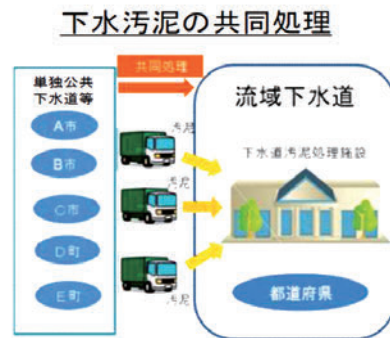 下水汚泥の共同処理
共同処理
単独公共
下水道等
A市
B市
C市
D町
E町
汚泥
汚泥
汚泥
流域下水道
下水道汚泥処理施設
都道府県